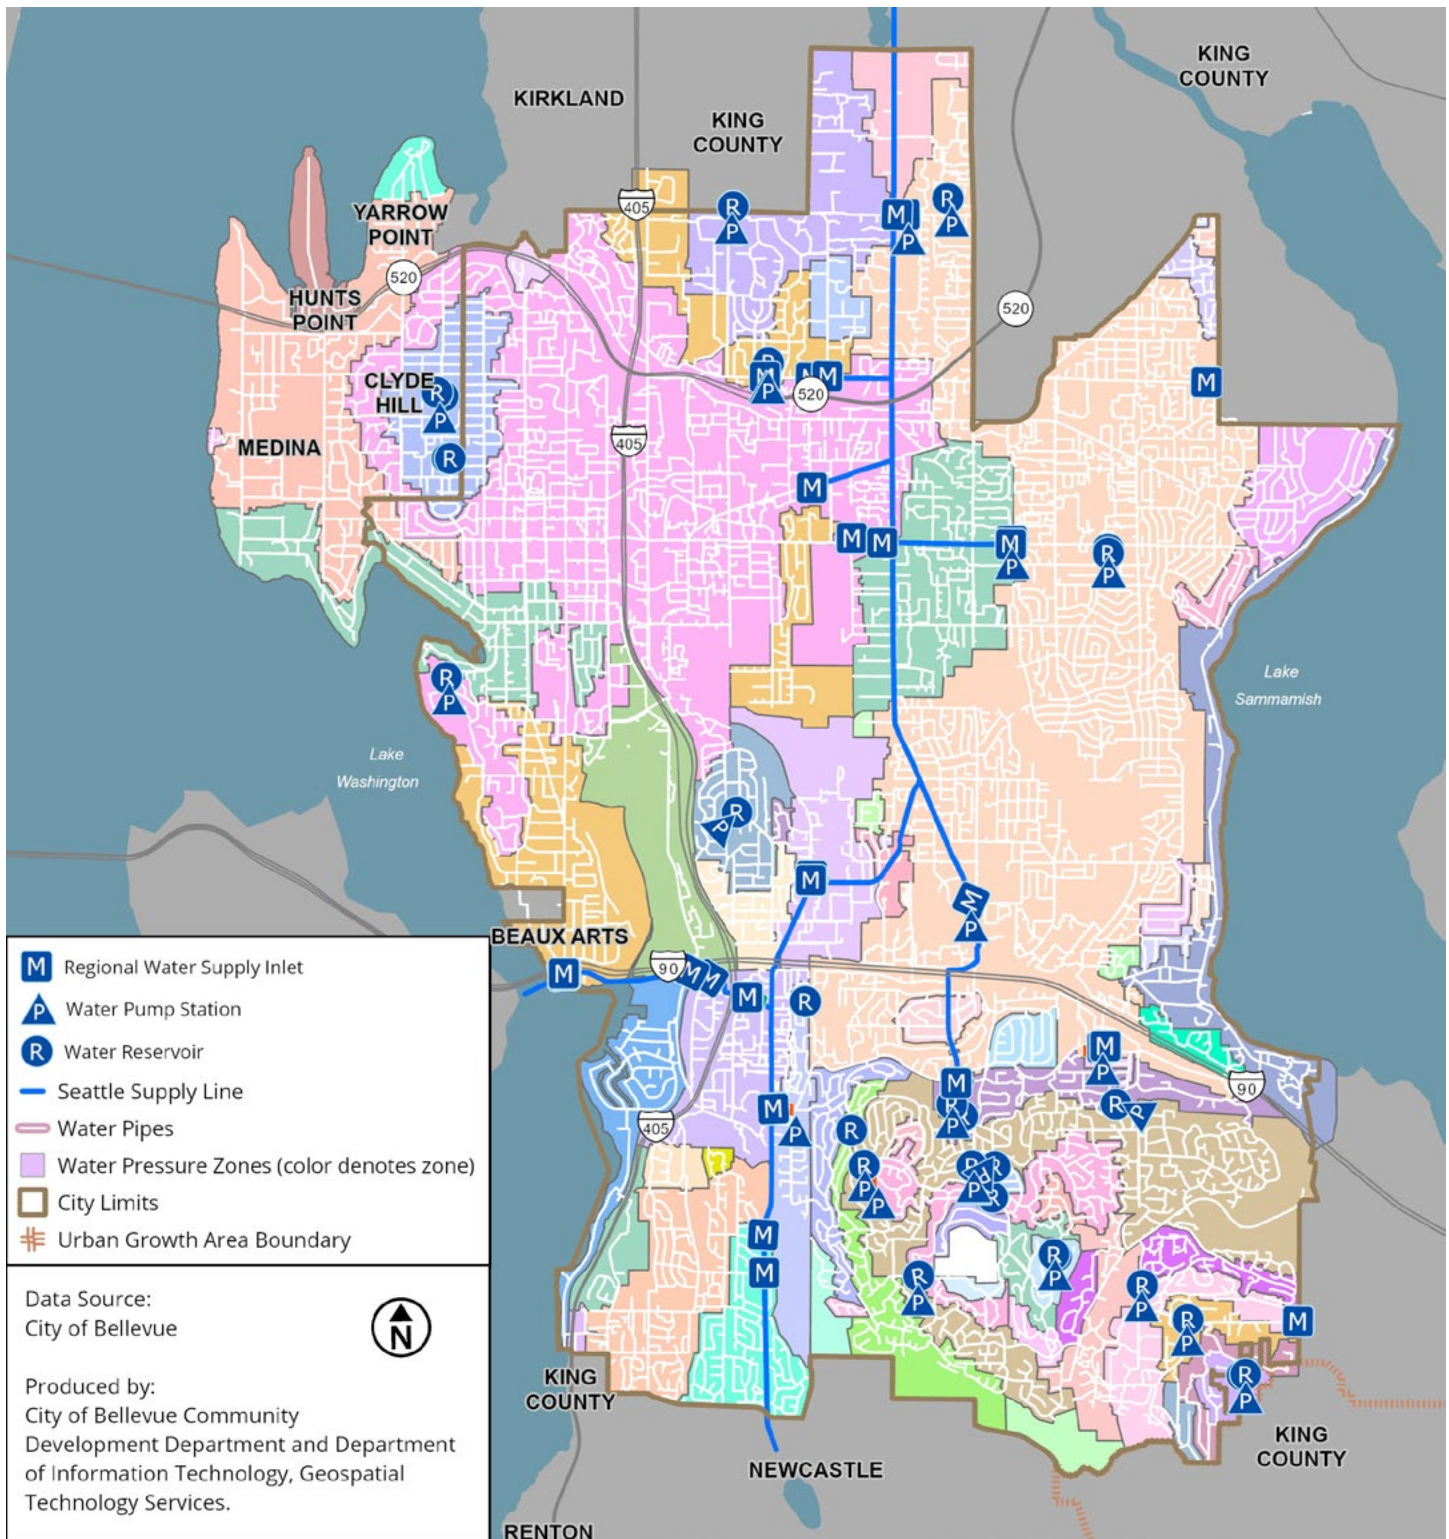 KING
COUNTY
KIRKLAND
KING
COUNTY
405
R
P
M
P
R
P
YARROW
POINT
520
HUNTS
POINT
520
CLYDE
HILL
R
P
R
MEDINA
R
M
P
M
520
405
M
M
M
M
M
P
R
P
R
P
Lake
Sammamish
Lake
Washington
R
P
M
M
P
BEAUX ARTS
M
90
M
M
M
R
M
P
90
M
R
P
R
P
405
M
P
R
R
P
P
R
P
R
P
R
M
M
R
P
R
P
R
P
R
P
M
R
P
M Regional Water Supply Inlet
P Water Pump Station
R Water Reservoir
Seattle Supply Line
Water Pipes
Water Pressure Zones (color denotes zone)
City Limits
Urban Growth Area Boundary
Data Source:
City of Bellevue
N
Produced by:
City of Bellevue Community
Development Department and Department
of Information Technology, Geospatial
Technology Services.
KING
COUNTY
NEWCASTLE
KING
COUNTY
RENTON